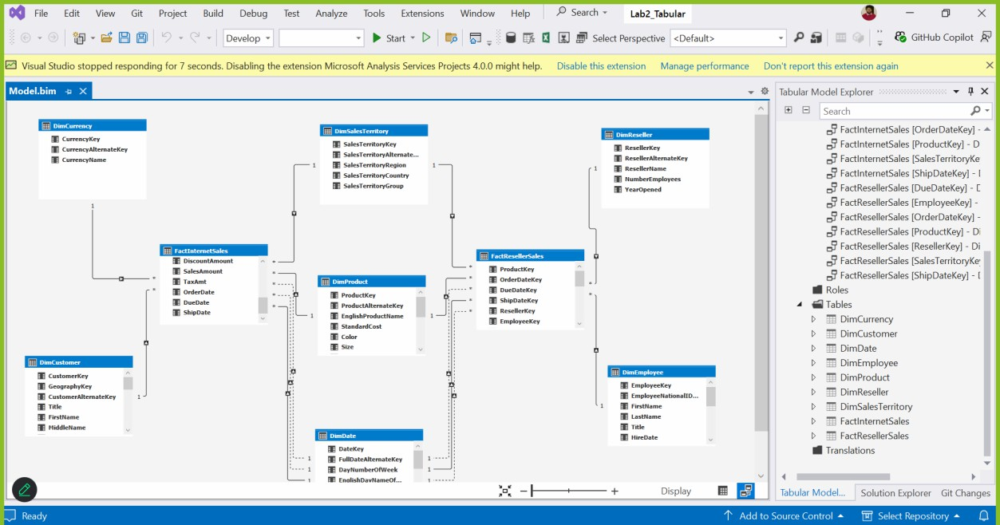 File Edit View Git Project Build Debug Test Analyze Tools Extensions Window Help Search Lab2_Tabular
Develop Start Select Perspective <Default> GitHub Copilot
Visual Studio stopped responding for 7 seconds. Disabling the extension Microsoft Analysis Services Projects 4.0.0 might help. Disable this extension Manage performance Don't report this extension again
Model.bim
DimCurrency
CurrencyKey
CurrencyAlternateKey
CurrencyName
1
DimSalesTerritory
SalesTerritoryKey
SalesTerritoryAlternate...
SalesTerritoryRegion
SalesTerritoryCountry
SalesTerritoryGroup
1
1
DimReseller
ResellerKey
ResellerAlternateKey
ResellerName
NumberEmployees
YearOpened
1
FactInternetSales
DiscountAmount
SalesAmount
TaxAmt
OrderDate
DueDate
ShipDate
* * * * * * *
DimProduct
ProductKey
ProductAlternateKey
EnglishProductName
StandardCost
Color
Size
1
1
FactResellerSales
ProductKey
OrderDateKey
DueDateKey
ShipDateKey
ResellerKey
EmployeeKey
* * * * * * *
DimCustomer
CustomerKey
GeographyKey
CustomerAlternateKey
Title
FirstName
MiddleName
1
DimDate
DateKey
FullDateAlternateKey
DayNumberOfWeek
EnglishDayNameOf...
1
1
1
1
1
1
DimEmployee
EmployeeKey
EmployeeNationalID...
FirstName
LastName
Title
HireDate
1
Display
Tabular Model Explorer
Search
FactInternetSales [OrderDateKey] -
FactInternetSales [ProductKey] - D
FactInternetSales [SalesTerritoryKe
FactInternetSales [ShipDateKey] - D
FactResellerSales [DueDateKey] - D
FactResellerSales [EmployeeKey] -
FactResellerSales [OrderDateKey] -
FactResellerSales [ProductKey] - Di
FactResellerSales [ResellerKey] - Di
FactResellerSales [SalesTerritoryKe
FactResellerSales [ShipDateKey] - D
Roles
Tables
DimCurrency
DimCustomer
DimDate
DimEmployee
DimProduct
DimReseller
DimSalesTerritory
FactInternetSales
FactResellerSales
Translations
Tabular Model... Solution Explorer Git Changes
Ready Add to Source Control Select Repository